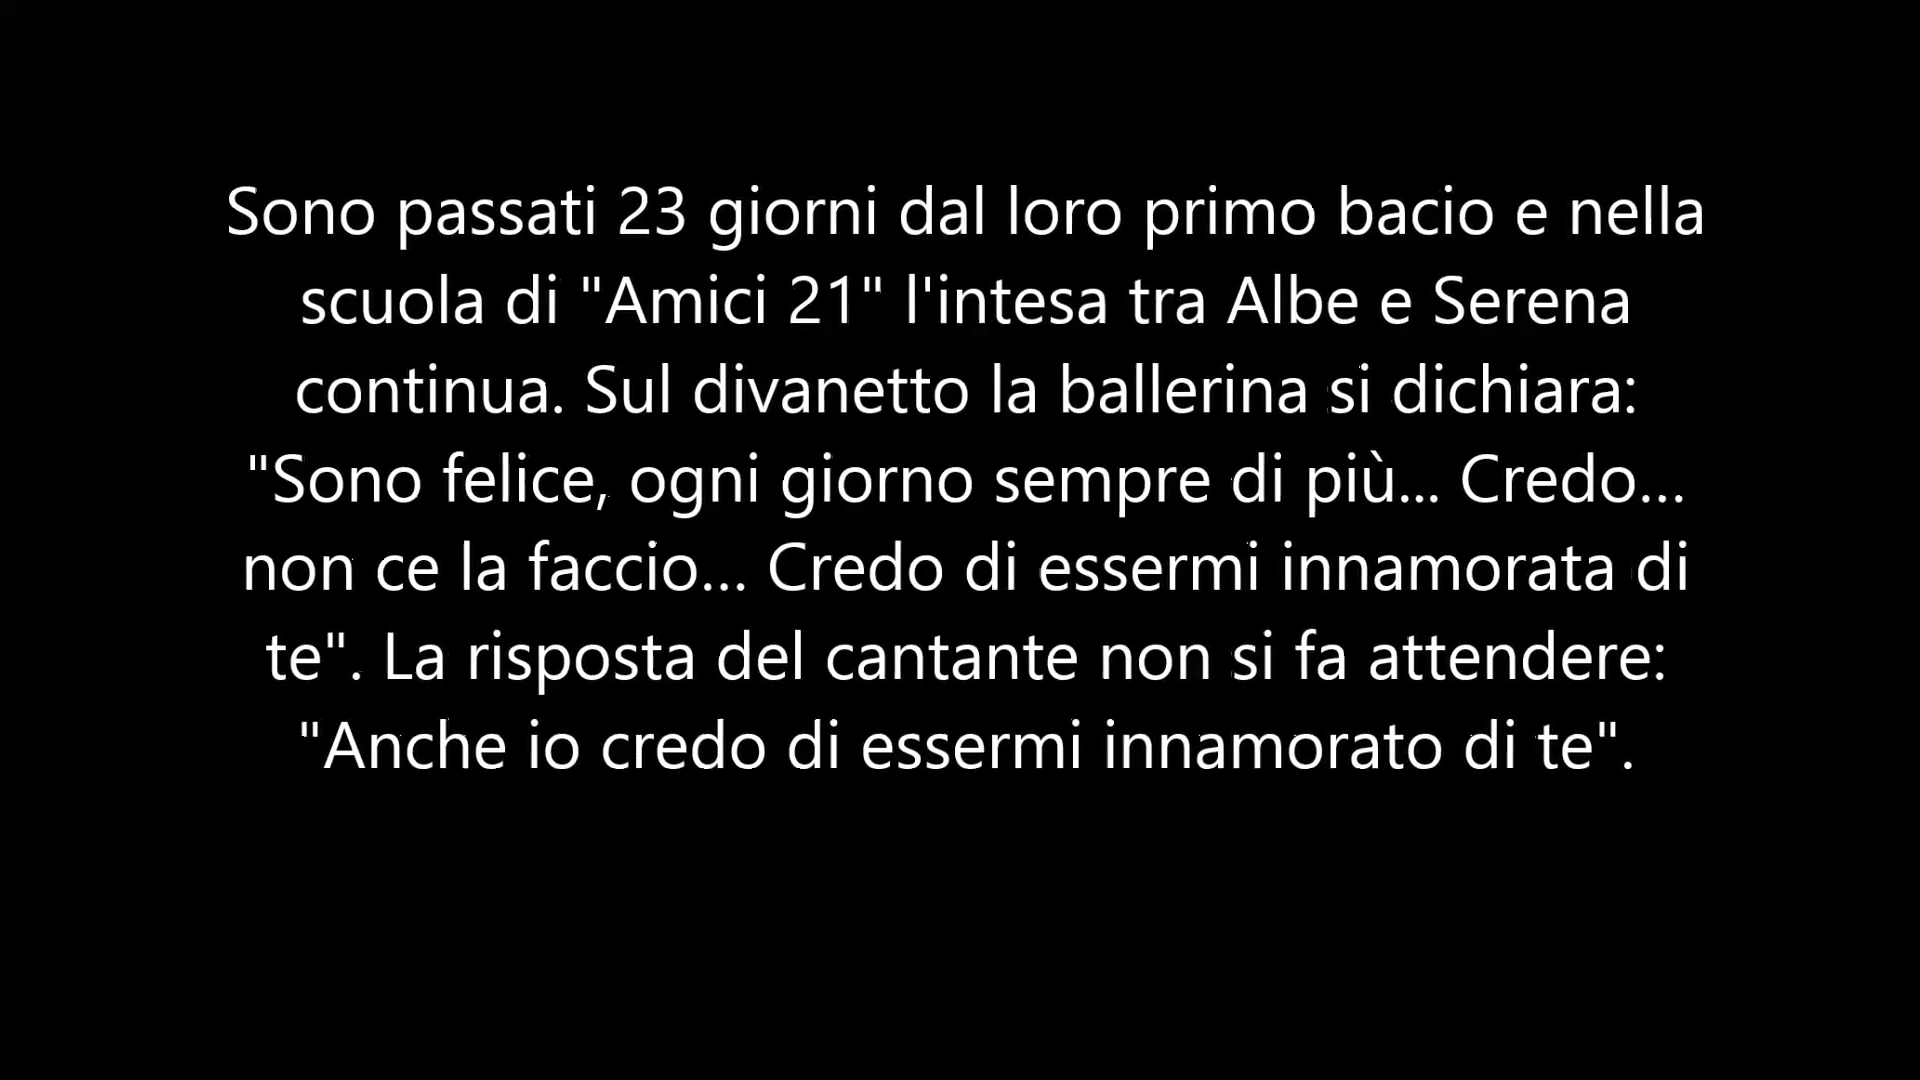 Sono passati 23 giorni dal loro primo bacio e nella
scuola di "Amici 21" l'intesa tra Albe e Serena
continua. Sul divanetto la ballerina si dichiara:
"Sono felice, ogni giorno sempre di più... Credo...
non ce la faccio... Credo di essermi innamorata di
te". La risposta del cantante non si fa attendere:
"Anche io credo di essermi innamorato di te".